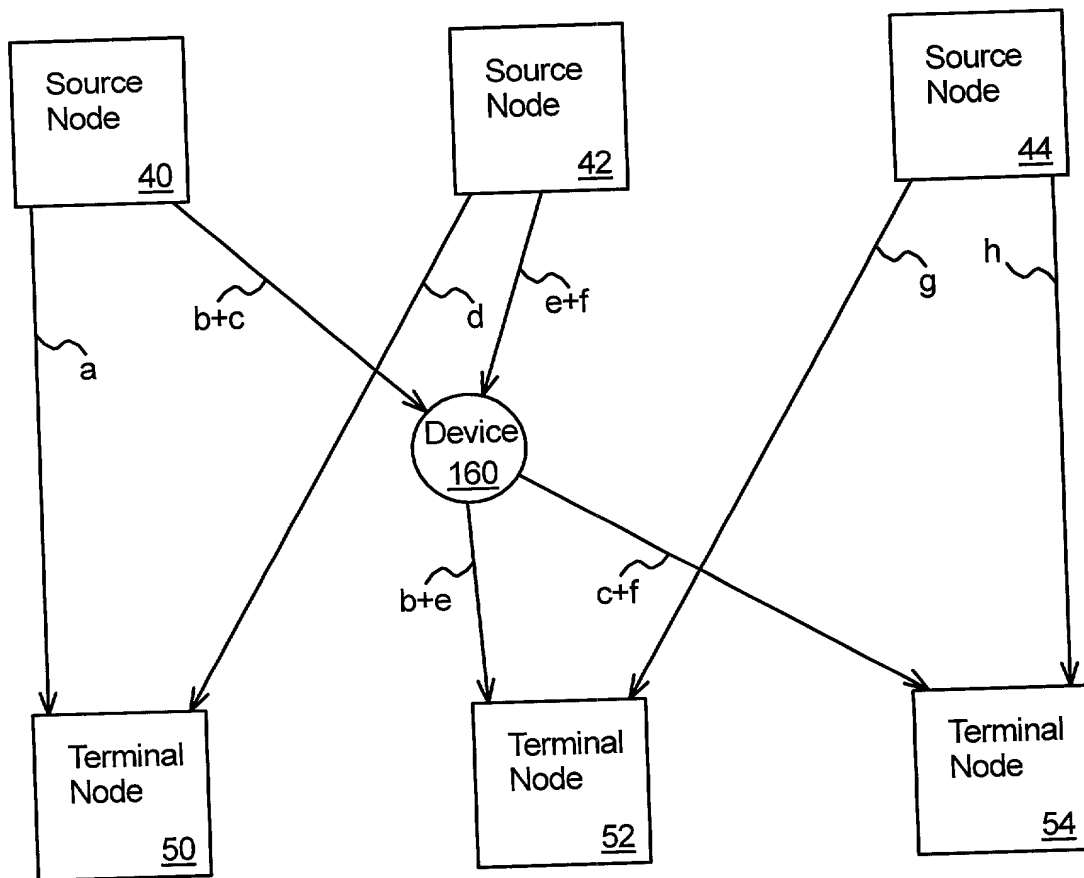 Source
Node
40
Source
Node
42
Source
Node
44
a
b+c
d
e+f
g
h
Device
160
b+e
c+f
Terminal
Node
50
Terminal
Node
52
Terminal
Node
54